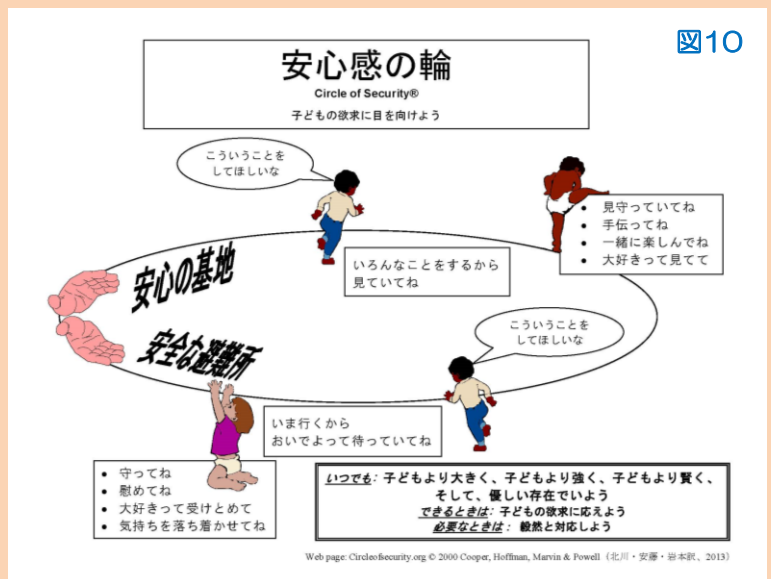 図10
安心感の輪
Circle of Security®
子どもの欲求に目を向けよう
こういうことを
してほしいな
• 見守っていてね
• 手伝ってね
• 一緒に楽しんでね
• 大好きって見てて
安心の基地
いろんなことをするから
見ていてね
安全な避難所
こういうことを
してほしいな
いま行くから
おいでよって待っていてね
• 守ってね
• 慰めてね
• 大好きって受けとめて
• 気持ちを落ち着かせてね
いつでも: 子どもより大きく、子どもより強く、子どもより賢く、
そして、優しい存在でいよう
できるときは: 子どもの欲求に応えよう
必要なときは: 毅然と対応しよう
Web page: Circleofsecurity.org © 2000 Cooper, Hoffman, Marvin & Powell（北川・安藤・岩本訳、2013）